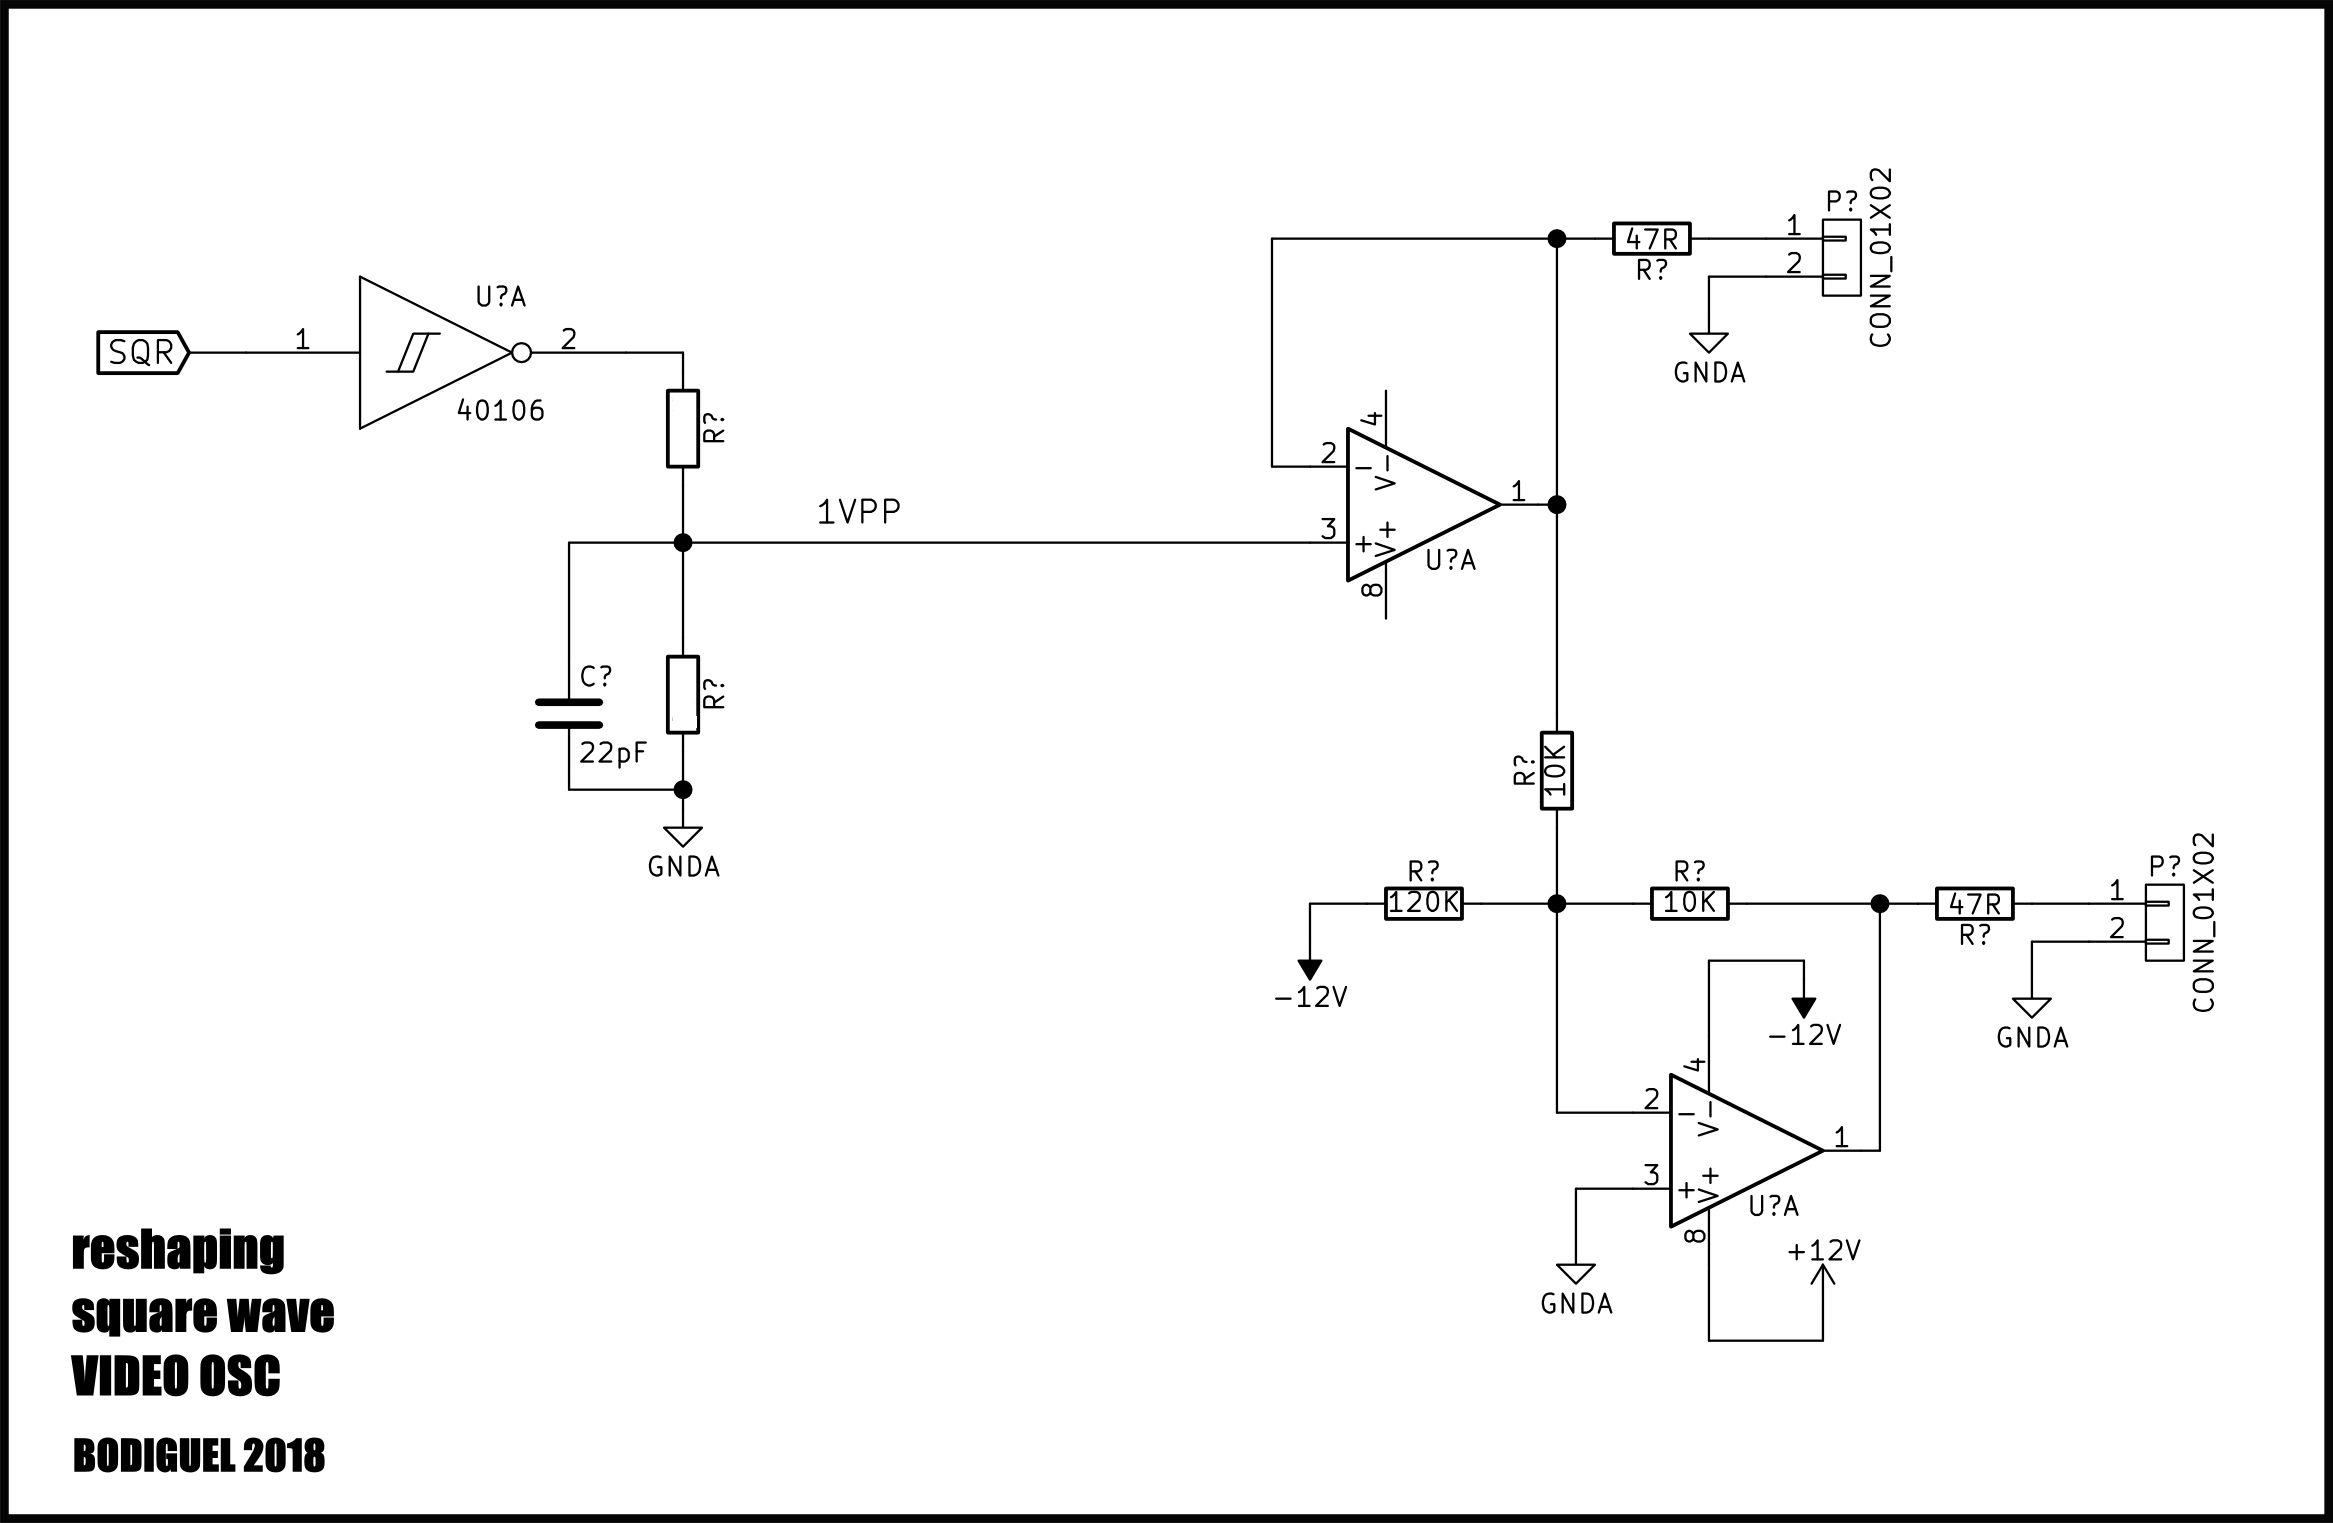 CONN_01X02
P?
1
47R
2
R?
GNDA
U?A
SQR
1
2
40106
R?
4
2
- V-
1
1VPP
3
+ V+
U?A
8
C?
R?
22pF
R?
10K
GNDA
CONN_01X02
P?
R?
R?
1
120K
10K
47R
2
R?
-12V
GNDA
-12V
4
2
- V-
1
3
+ V+
U?A
8
+12V
GNDA
reshaping
square wave
VIDEO OSC
BODIGUEL 2018